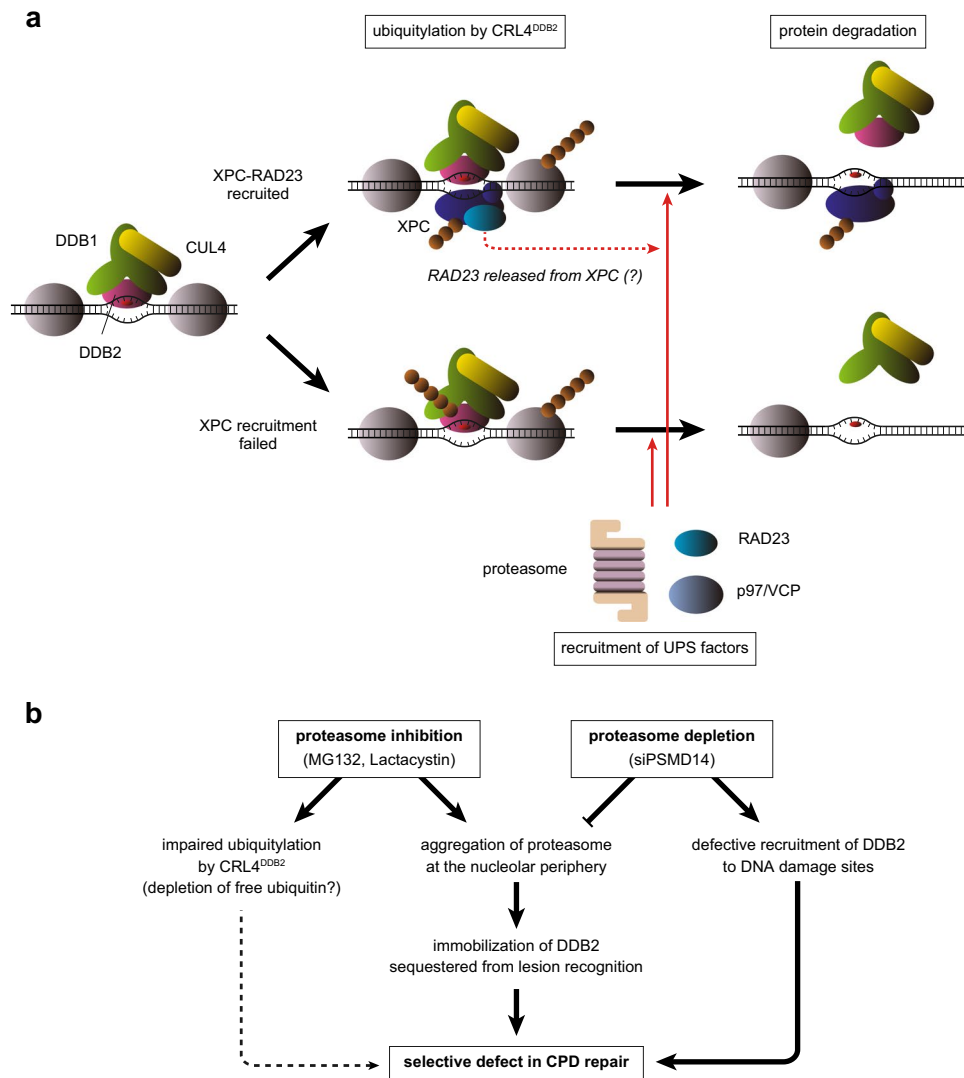 a
ubiquitylation by CRL4DDB2
protein degradation
XPC-RAD23
recruited
XPC
DDB1
CUL4
RAD23 released from XPC (?)
DDB2
XPC recruitment
failed
proteasome
RAD23
p97/VCP
recruitment of UPS factors
b
proteasome inhibition
(MG132, Lactacystin)
proteasome depletion
(siPSMD14)
impaired ubiquitylation
by CRL4DDB2
(depletion of free ubiquitin?)
aggregation of proteasome
at the nucleolar periphery
defective recruitment of DDB2
to DNA damage sites
immobilization of DDB2
sequestered from lesion recognition
selective defect in CPD repair